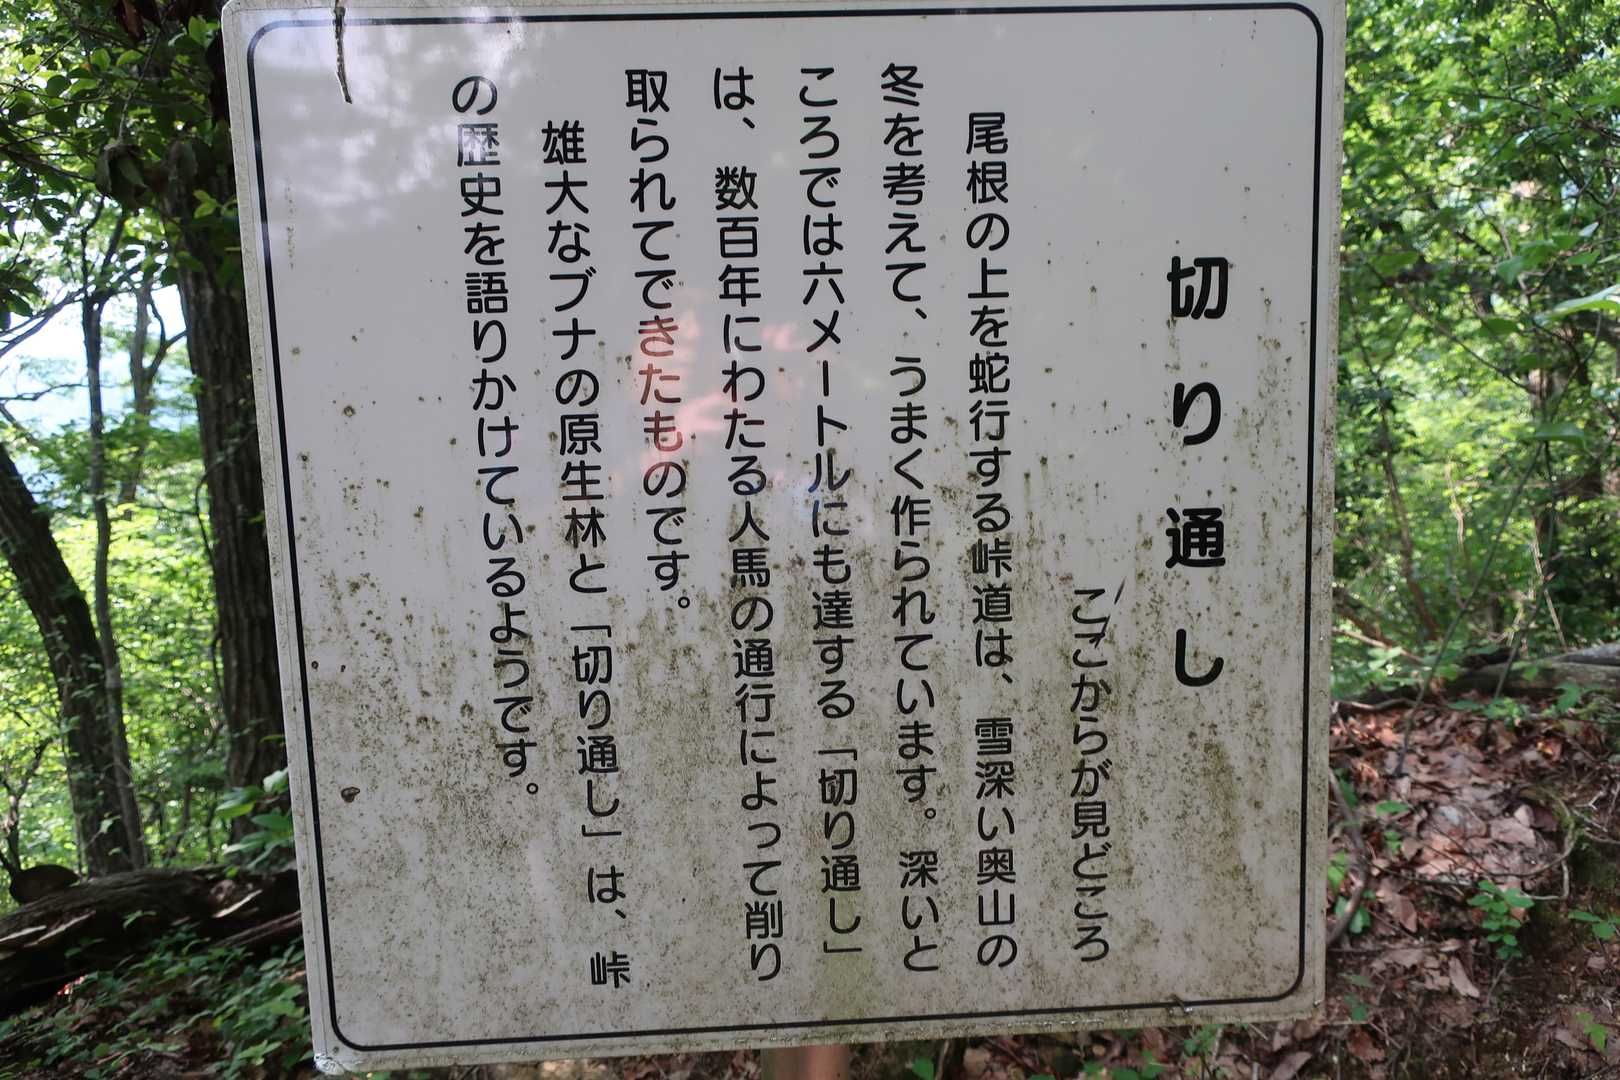 切り通し
ここからが見どころ
尾根の上を蛇行する峠道は、雪深い奥山の
冬を考えて、うまく作られています。深いと
ころでは六メートルにも達する「切り通し」
は、数百年にわたる人馬の通行によって削り
取られてできたものです。
雄大なブナの原生林と「切り通し」は、峠
の歴史を語りかけているようです。